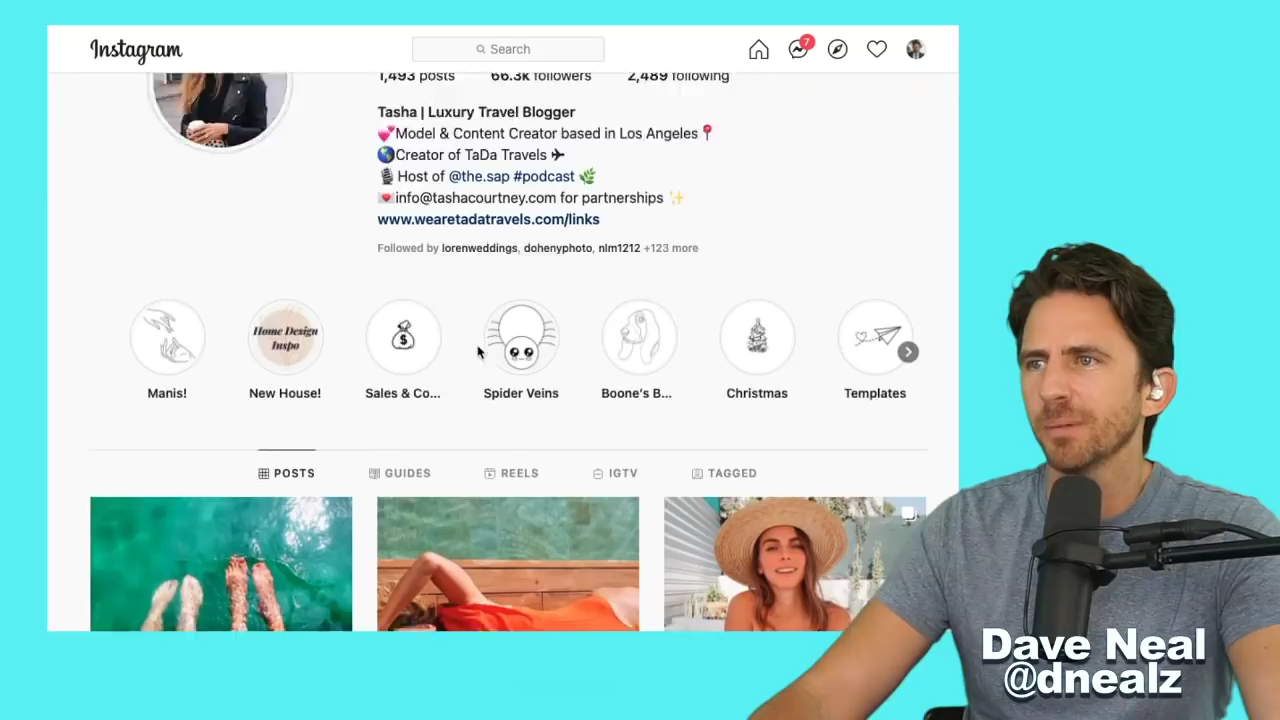 Instagram
Search
7
1,493 posts 66.3k followers 2,489 following
Tasha | Luxury Travel Blogger
💕Model & Content Creator based in Los Angeles📍
🌎Creator of TaDa Travels ✈
🎙Host of @the.sap #podcast 🌿
💌info@tashacourtney.com for partnerships ✨
www.wearetadatravels.com/links
Followed by lorenweddings, dohenyphoto, nlm1212 +123 more
Home Design
Inspo
$
Manis! New House! Sales & Co... Spider Veins Boone's B... Christmas Templates
POSTS GUIDES REELS IGTV TAGGED
Dave Neal
@dnealz